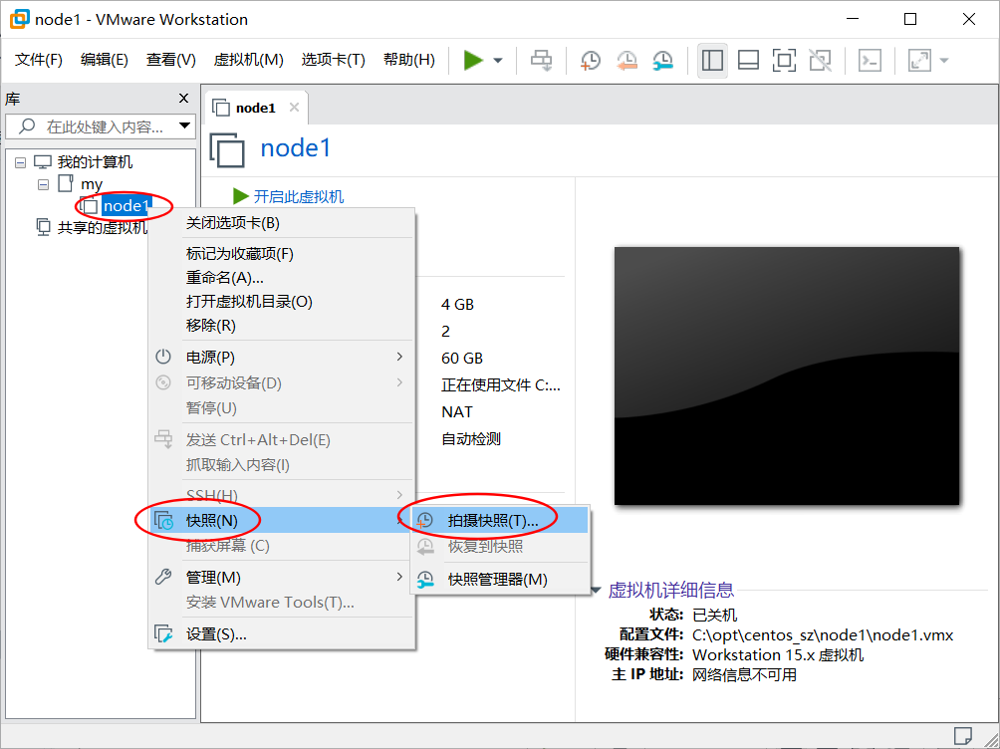 node1 - VMware Workstation
文件(F) 编辑(E) 查看(V) 虚拟机(M) 选项卡(T) 帮助(H)
库
在此处键入内容...
我的计算机
my
node1
共享的虚拟机
node1
node1
开启此虚拟机
关闭选项卡(B)
标记为收藏项(F)
重命名(A)...
打开虚拟机目录(O)
移除(R)
电源(P)
可移动设备(D)
暂停(U)
发送 Ctrl+Alt+Del(E)
抓取输入内容(I)
SSH(H)
快照(N)
捕获屏幕 (C)
管理(M)
安装 VMware Tools(T)...
设置(S)...
拍摄快照(T)...
恢复到快照
快照管理器(M)
4 GB
2
60 GB
正在使用文件 C:...
NAT
自动检测
虚拟机详细信息
状态: 已关机
配置文件: C:\opt\centos_sz\node1\node1.vmx
硬件兼容性: Workstation 15.x 虚拟机
主 IP 地址: 网络信息不可用